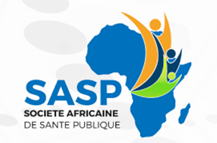 SASP
SOCIETE AFRICAINE
DE SANTE PUBLIQUE